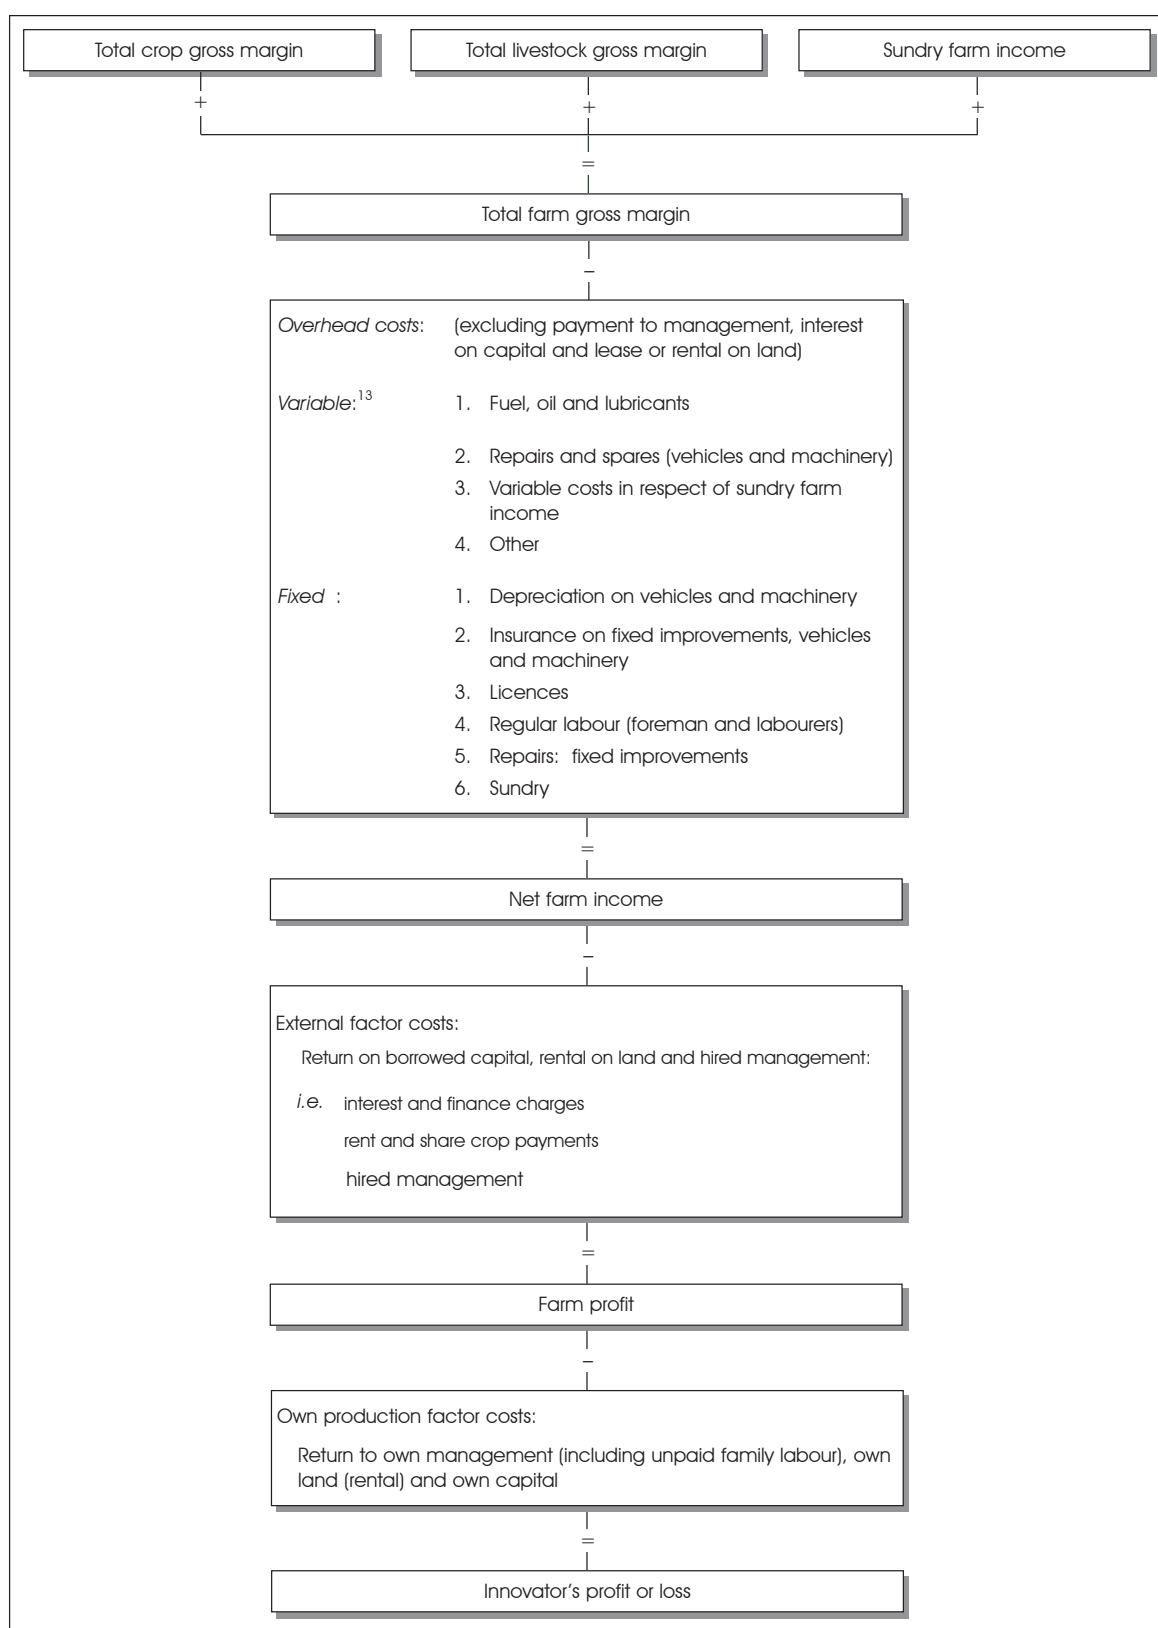 Total crop gross margin
Total livestock gross margin
Sundry farm income
+
+
+
=
Total farm gross margin
–
Overhead costs: (excluding payment to management, interest
on capital and lease or rental on land)
Variable:13 1. Fuel, oil and lubricants
2. Repairs and spares (vehicles and machinery)
3. Variable costs in respect of sundry farm
income
4. Other
Fixed : 1. Depreciation on vehicles and machinery
2. Insurance on fixed improvements, vehicles
and machinery
3. Licences
4. Regular labour (foreman and labourers)
5. Repairs: fixed improvements
6. Sundry
=
Net farm income
–
External factor costs:
Return on borrowed capital, rental on land and hired management:
i.e. interest and finance charges
rent and share crop payments
hired management
=
Farm profit
–
Own production factor costs:
Return to own management (including unpaid family labour), own
land (rental) and own capital
=
Innovator's profit or loss